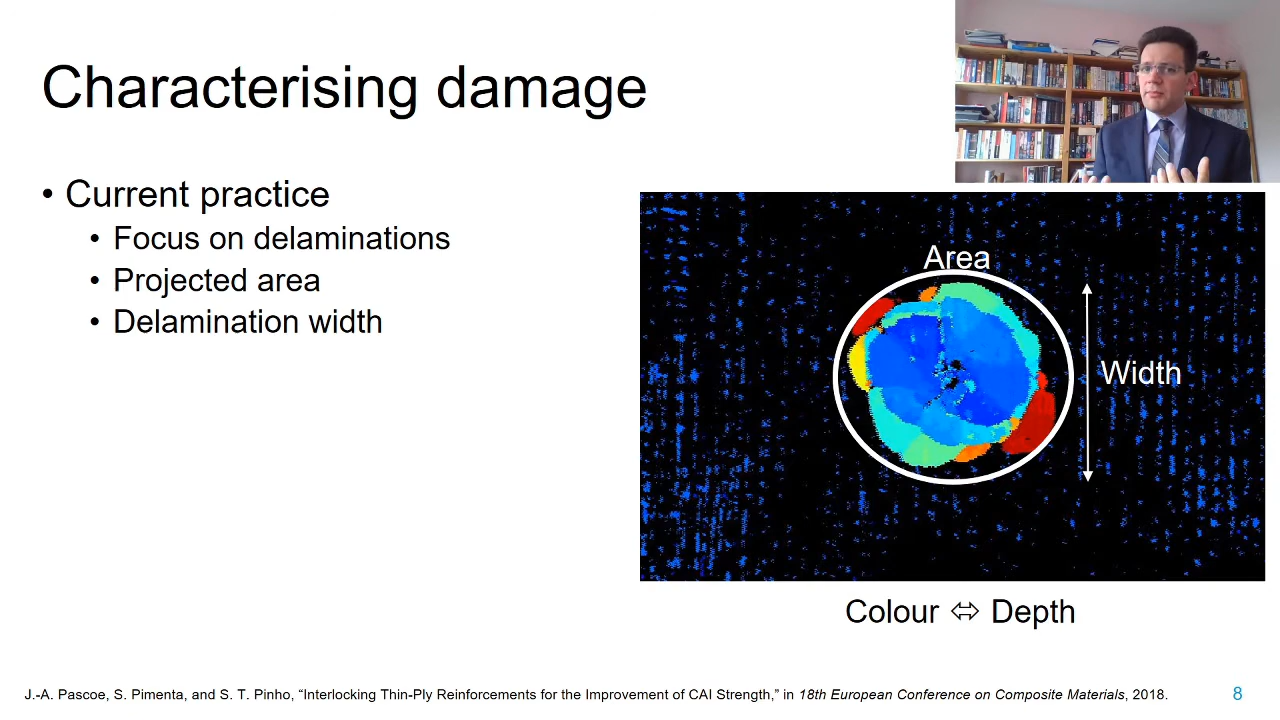 Characterising damage
• Current practice
• Focus on delaminations
• Projected area
• Delamination width
Area
Width
Colour ⬄ Depth
J.-A. Pascoe, S. Pimenta, and S. T. Pinho, “Interlocking Thin-Ply Reinforcements for the Improvement of CAI Strength,” in 18th European Conference on Composite Materials, 2018.
8